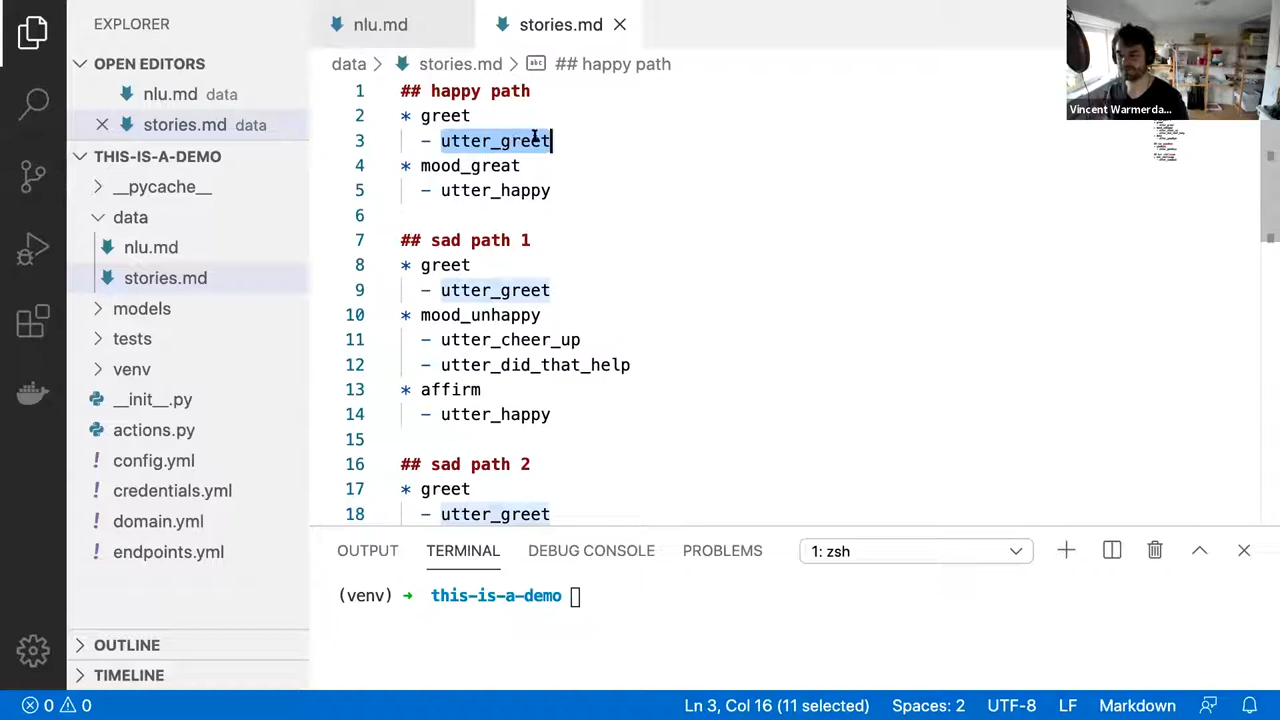 EXPLORER
OPEN EDITORS
nlu.md data
stories.md data
THIS-IS-A-DEMO
__pycache__
data
nlu.md
stories.md
models
tests
venv
__init__.py
actions.py
! config.yml
! credentials.yml
! domain.yml
! endpoints.yml
OUTLINE
TIMELINE
nlu.md
stories.md
data > stories.md > abc ## happy path
1 ## happy path
2 * greet
3 - utter_greet
4 * mood_great
5 - utter_happy
6
7 ## sad path 1
8 * greet
9 - utter_greet
10 * mood_unhappy
11 - utter_cheer_up
12 - utter_did_that_help
13 * affirm
14 - utter_happy
15
16 ## sad path 2
17 * greet
18 - utter_greet
Vincent Warmerda...
OUTPUT TERMINAL DEBUG CONSOLE PROBLEMS 1: zsh
(venv) → this-is-a-demo
0 0 Ln 3, Col 16 (11 selected) Spaces: 2 UTF-8 LF Markdown